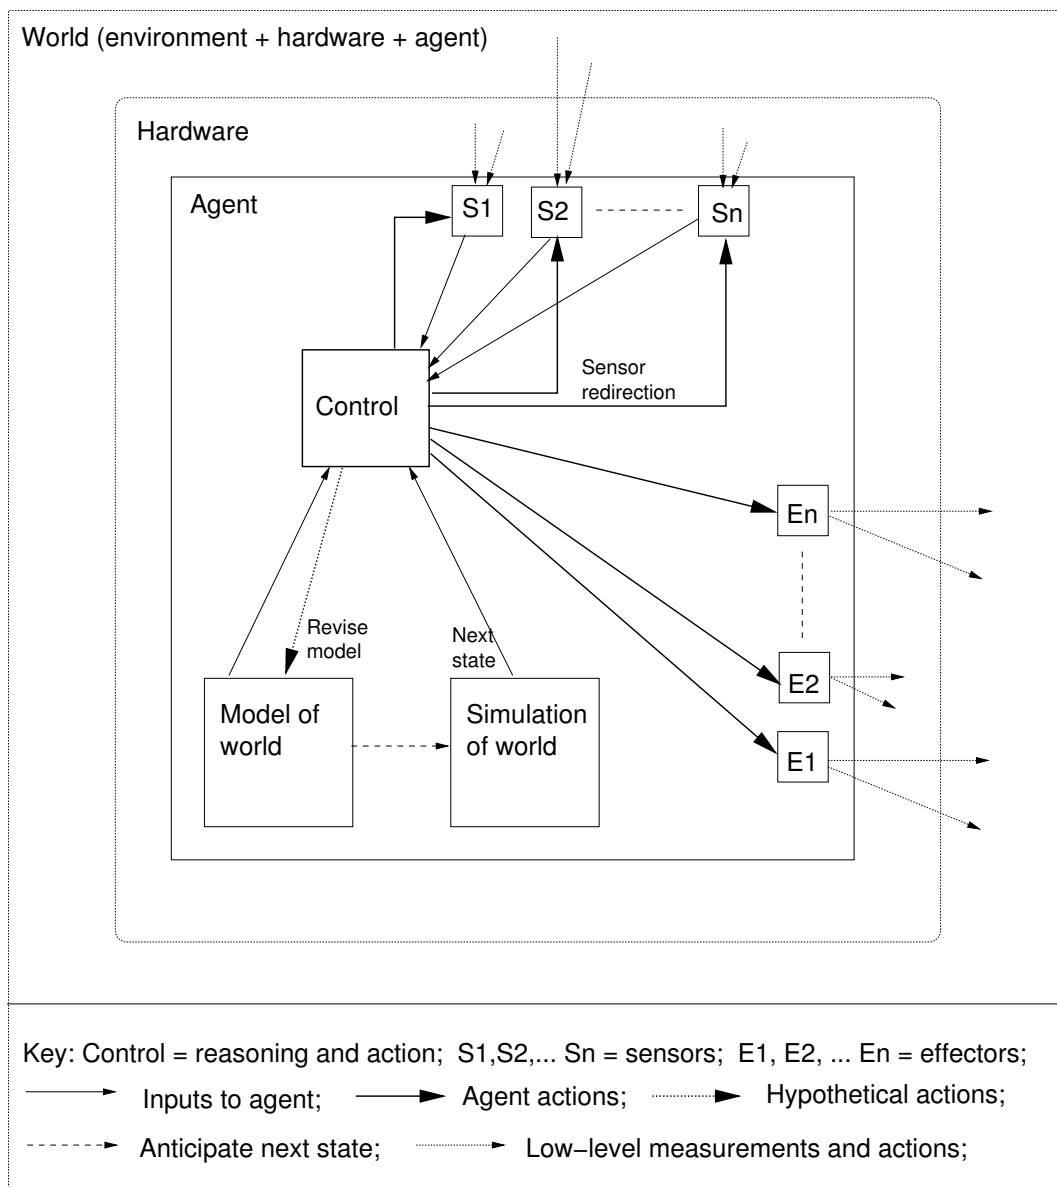 World (environment + hardware + agent)
Hardware
Agent
S1
S2
Sn
Sensor
redirection
Control
En
Revise
model
Next
state
E2
Model of
world
Simulation
of world
E1
Key: Control = reasoning and action; S1,S2,... Sn = sensors; E1, E2, ... En = effectors;
Inputs to agent; Agent actions; Hypothetical actions;
Anticipate next state; Low−level measurements and actions;